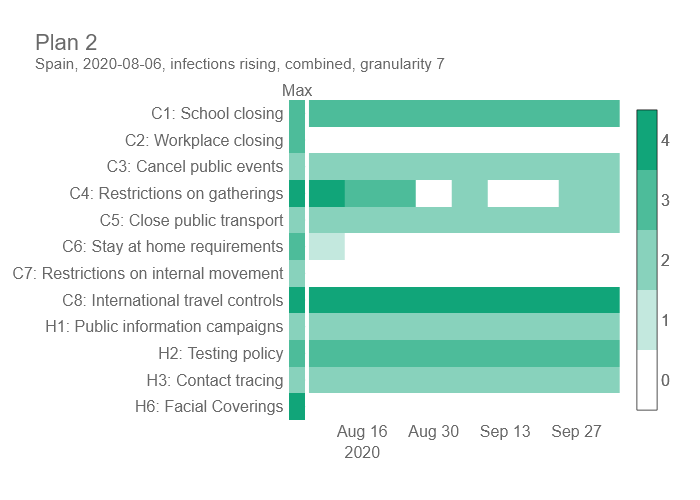 Plan 2
Spain, 2020-08-06, infections rising, combined, granularity 7
Max
C1: School closing
C2: Workplace closing
C3: Cancel public events
C4: Restrictions on gatherings
C5: Close public transport
C6: Stay at home requirements
C7: Restrictions on internal movement
C8: International travel controls
H1: Public information campaigns
H2: Testing policy
H3: Contact tracing
H6: Facial Coverings
Aug 16 Aug 30 Sep 13 Sep 27
2020
4
3
2
1
0